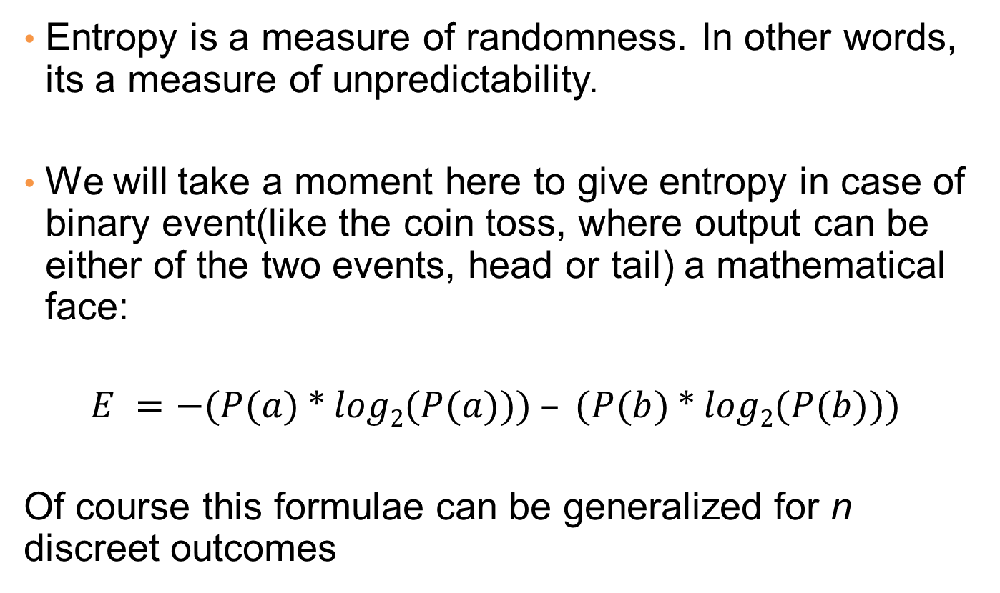 • Entropy is a measure of randomness. In other words,
its a measure of unpredictability.
• We will take a moment here to give entropy in case of
binary event(like the coin toss, where output can be
either of the two events, head or tail) a mathematical
face:
E = −(P(a) * log₂(P(a))) – (P(b) * log₂(P(b)))
Of course this formulae can be generalized for n
discreet outcomes